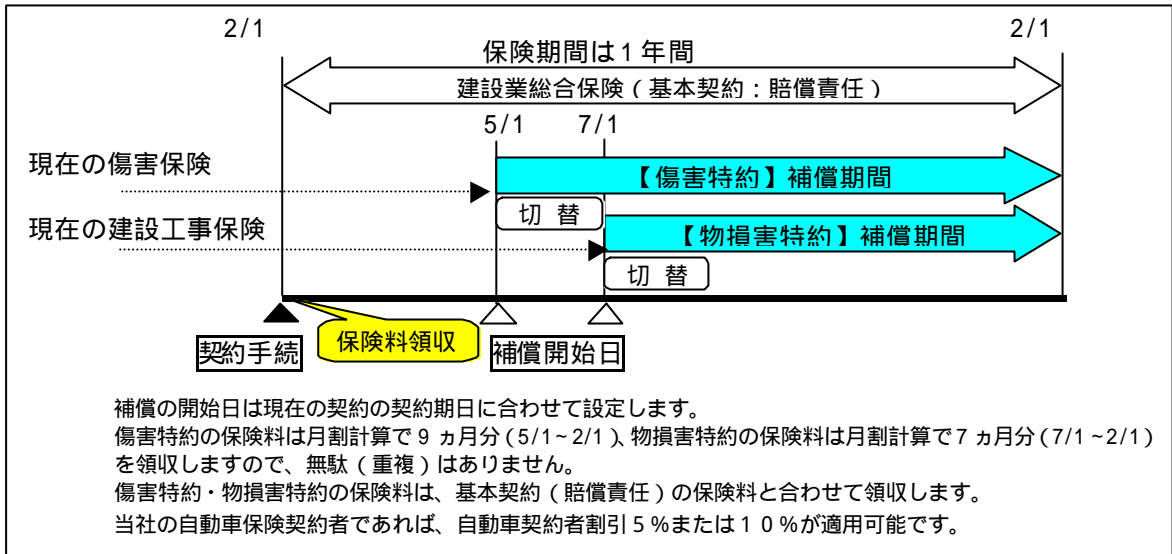 2/1 2/1
保険期間は1年間
建設業総合保険（基本契約：賠償責任）
5/1 7/1
現在の傷害保険
【傷害特約】補償期間
切 替
現在の建設工事保険
【物損害特約】補償期間
切 替
契約手続
保険料領収
補償開始日
補償の開始日は現在の契約の契約期日に合わせて設定します。
傷害特約の保険料は月割計算で9ヵ月分（5/1~2/1）、物損害特約の保険料は月割計算で7ヵ月分（7/1~2/1）
を領収しますので、無駄（重複）はありません。
傷害特約・物損害特約の保険料は、基本契約（賠償責任）の保険料と合わせて領収します。
当社の自動車保険契約者であれば、自動車契約者割引５％または１０％が適用可能です。